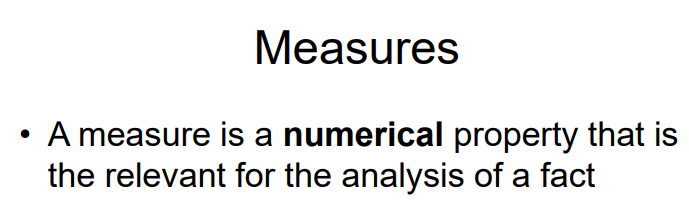 Measures
• A measure is a numerical property that is
the relevant for the analysis of a fact